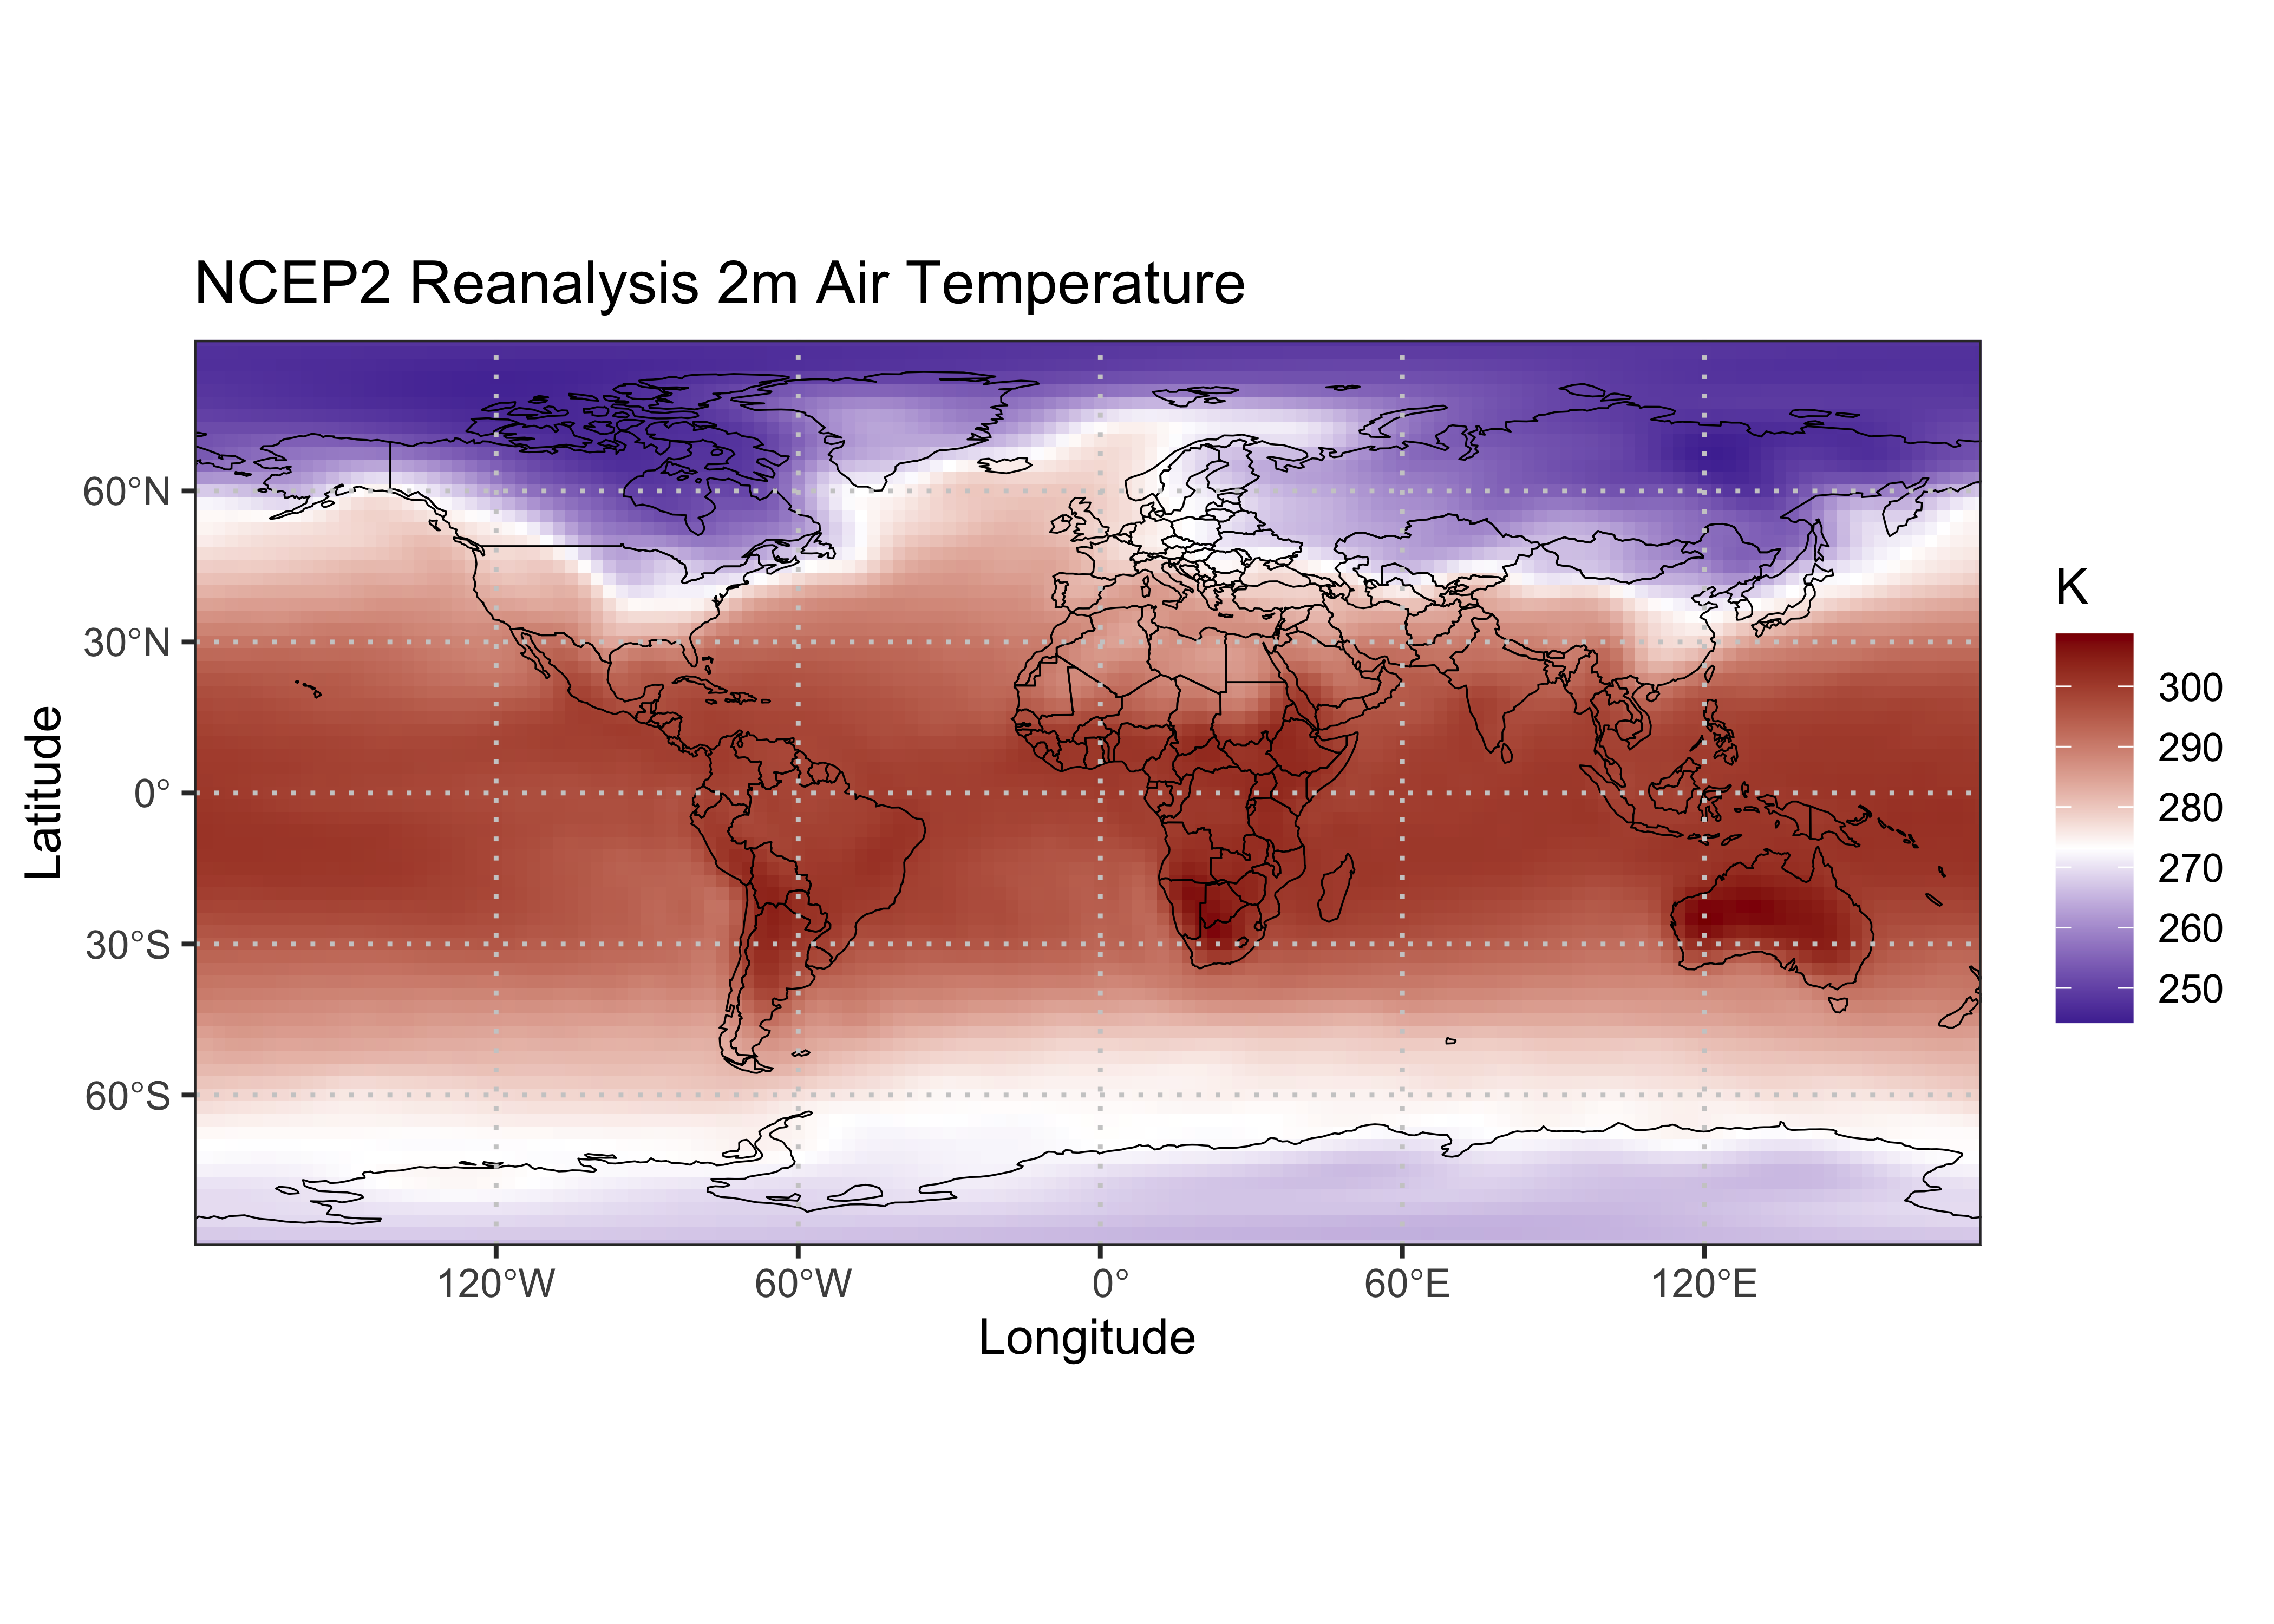 NCEP2 Reanalysis 2m Air Temperature
Latitude
60°N
30°N
0°
30°S
60°S
120°W 60°W 0° 60°E 120°E
Longitude
K
300
290
280
270
260
250